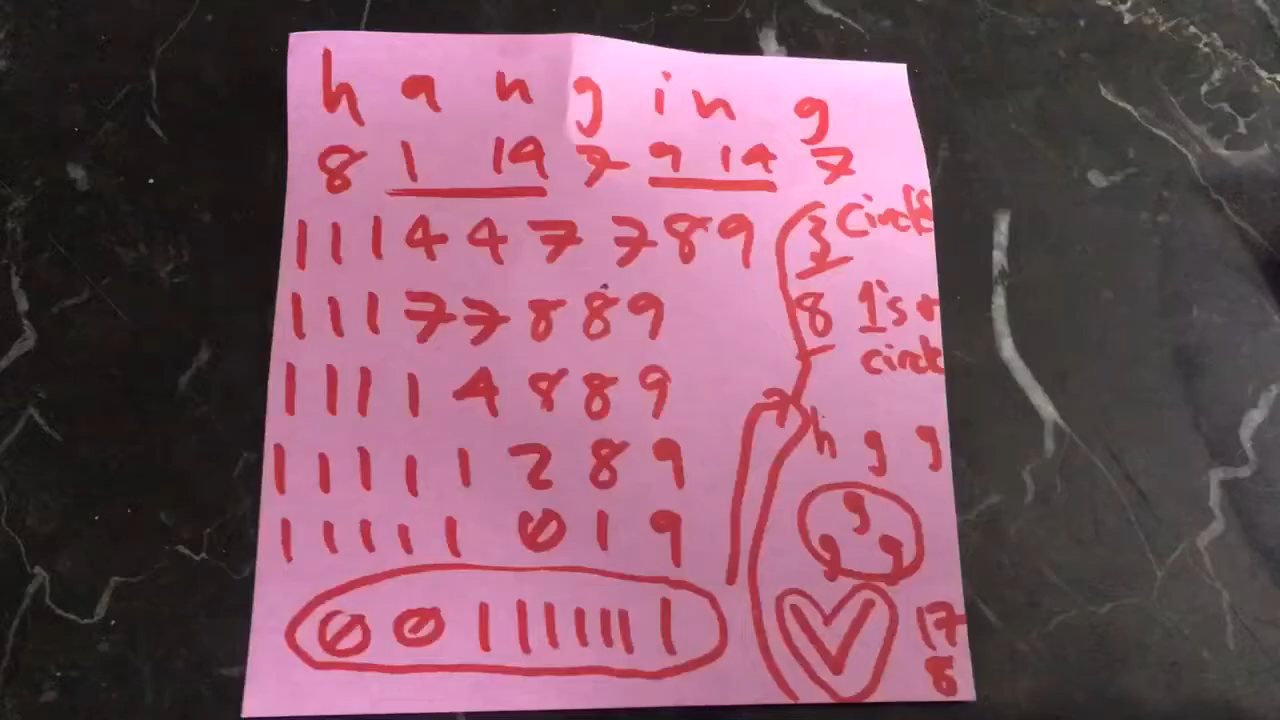 h a n g i n g
8 1 14 7 9 14 7
1 1 1 4 4 7 7 8 9
1 1 1 7 7 8 8 9
1 1 1 1 4 8 8 9
1 1 1 1 1 2 8 9
1 1 1 1 1 0 1 9
0 0 1 1 1 1 1 1 1 1
3 circles
8 1's +
circle
h g g
g
g g
17
8